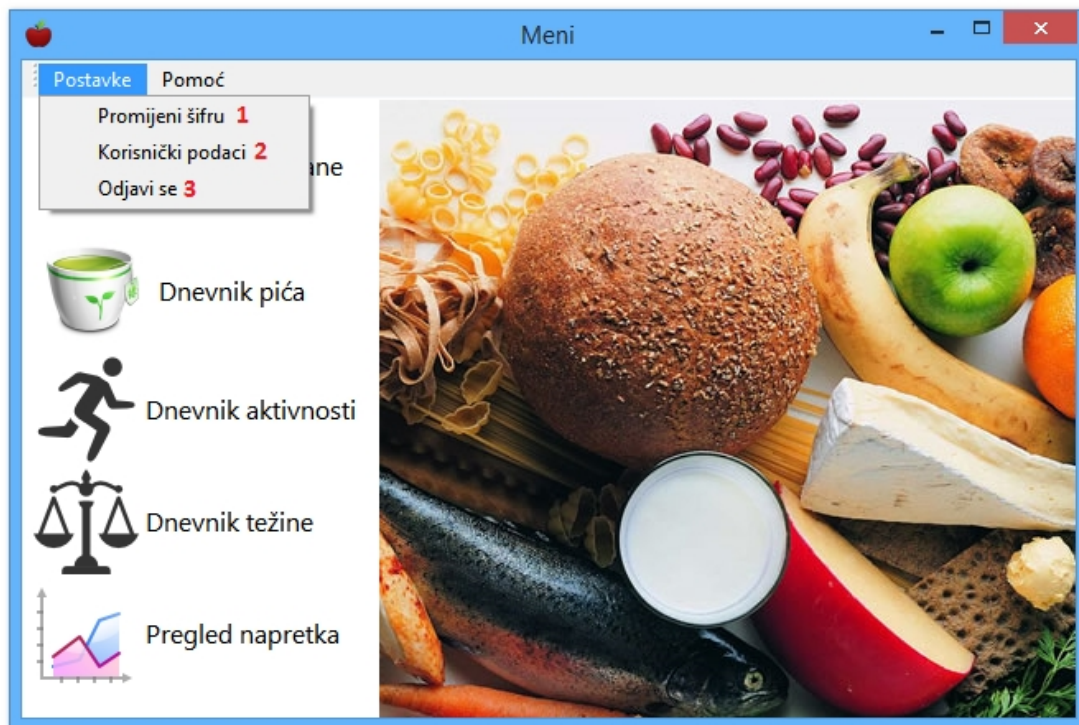 Meni
Postavke Pomoć
Promijeni šifru 1
Korisnički podaci 2
Odjavi se 3
Dnevnik pića
Dnevnik aktivnosti
Dnevnik težine
Pregled napretka